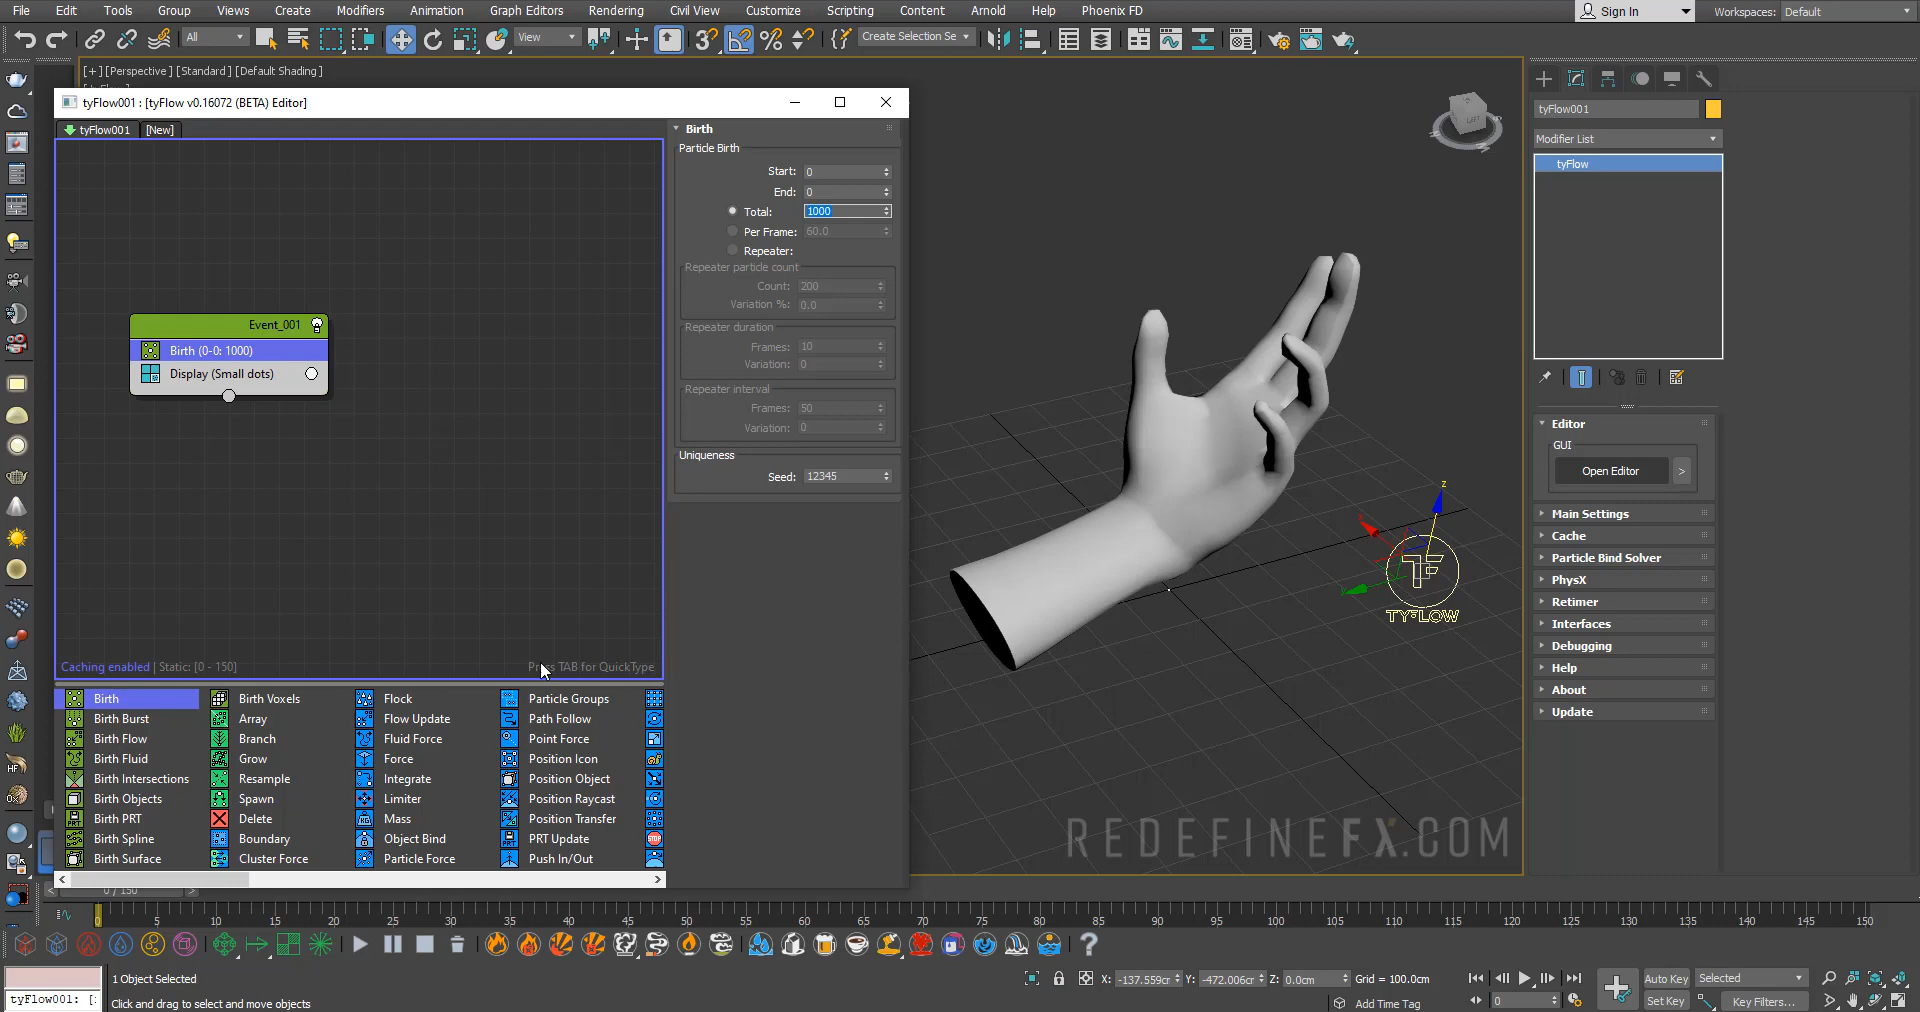 File Edit Tools Group Views Create Modifiers Animation Graph Editors Rendering Civil View Customize Scripting Content Arnold Help Phoenix FD Sign In Workspaces: Default
All View Create Selection Se
[+] [Perspective] [Standard] [Default Shading]
tyFlow001 : [tyFlow v0.16072 (BETA) Editor]
tyFlow001 [New]
Birth
Particle Birth
Start: 0
End: 0
Total: 1000
Per Frame: 60.0
Repeater:
Repeater particle count
Count: 200
Variation %: 0.0
Repeater duration
Frames: 10
Variation: 0
Repeater interval
Frames: 50
Variation: 0
Uniqueness
Seed: 12345
Event_001
Birth (0-0: 1000)
Display (Small dots)
Caching enabled | Static: [0 - 150]
Press TAB for QuickType
Birth Birth Voxels Flock Particle Groups
Birth Burst Array Flow Update Path Follow
Birth Flow Branch Fluid Force Point Force
Birth Fluid Grow Force Position Icon
Birth Intersections Resample Integrate Position Object
Birth Objects Spawn Limiter Position Raycast
Birth PRT Delete Mass Position Transfer
Birth Spline Boundary Object Bind PRT Update
Birth Surface Cluster Force Particle Force Push In/Out
z
TYFLOW
REDEFINEFX.COM
LEFT
tyFlow001
Modifier List
tyFlow
Editor
GUI
Open Editor >
Main Settings
Cache
Particle Bind Solver
PhysX
Retimer
Interfaces
Debugging
Help
About
Update
0 / 150
0 5 10 15 20 25 30 35 40 45 50 55 60 65 70 75 80 85 90 95 100 105 110 115 120 125 130 135 140 145 150
1 Object Selected
X: -137.559cm Y: -472.006cm Z: 0.0cm Grid = 100.0cm
Auto Key Selected
tyFlow001: [:
Click and drag to select and move objects
Add Time Tag
0
Set Key Key Filters...